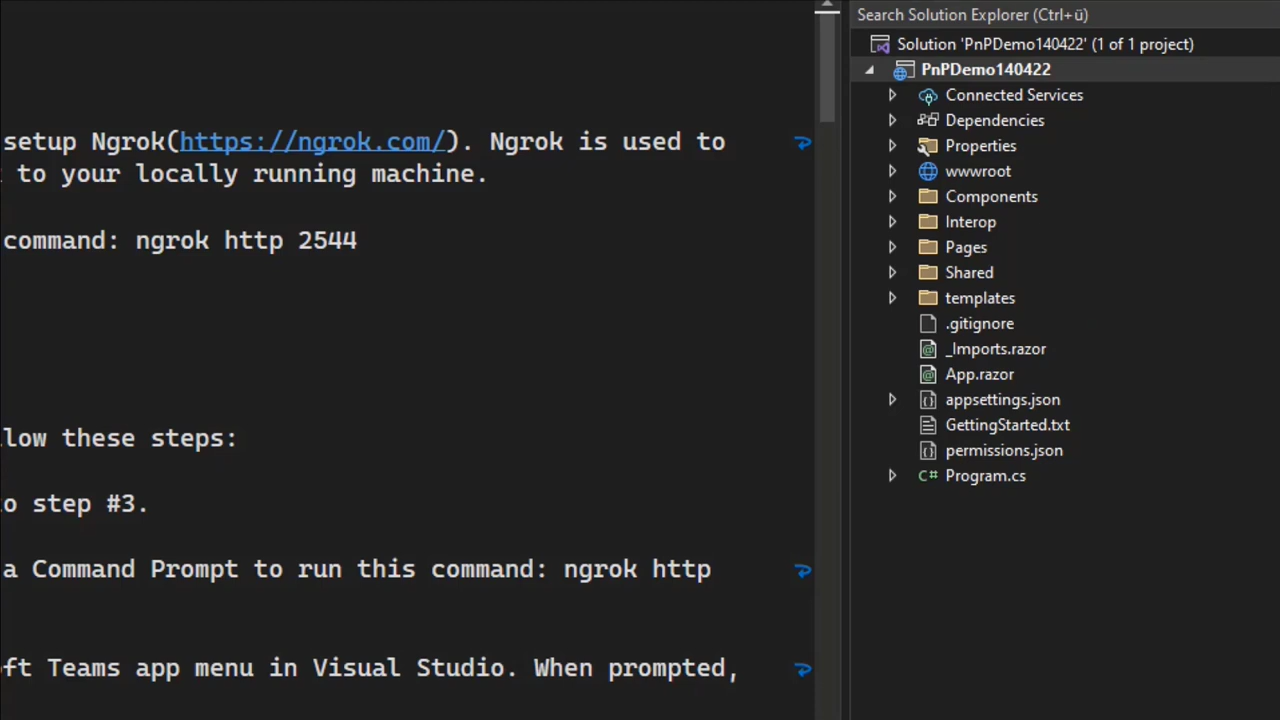 setup Ngrok(https://ngrok.com/). Ngrok is used to
to your locally running machine.
command: ngrok http 2544
llow these steps:
to step #3.
a Command Prompt to run this command: ngrok http
oft Teams app menu in Visual Studio. When prompted,
Search Solution Explorer (Ctrl+ü)
Solution 'PnPDemo140422' (1 of 1 project)
PnPDemo140422
Connected Services
Dependencies
Properties
wwwroot
Components
Interop
Pages
Shared
templates
.gitignore
_Imports.razor
App.razor
appsettings.json
GettingStarted.txt
permissions.json
C# Program.cs